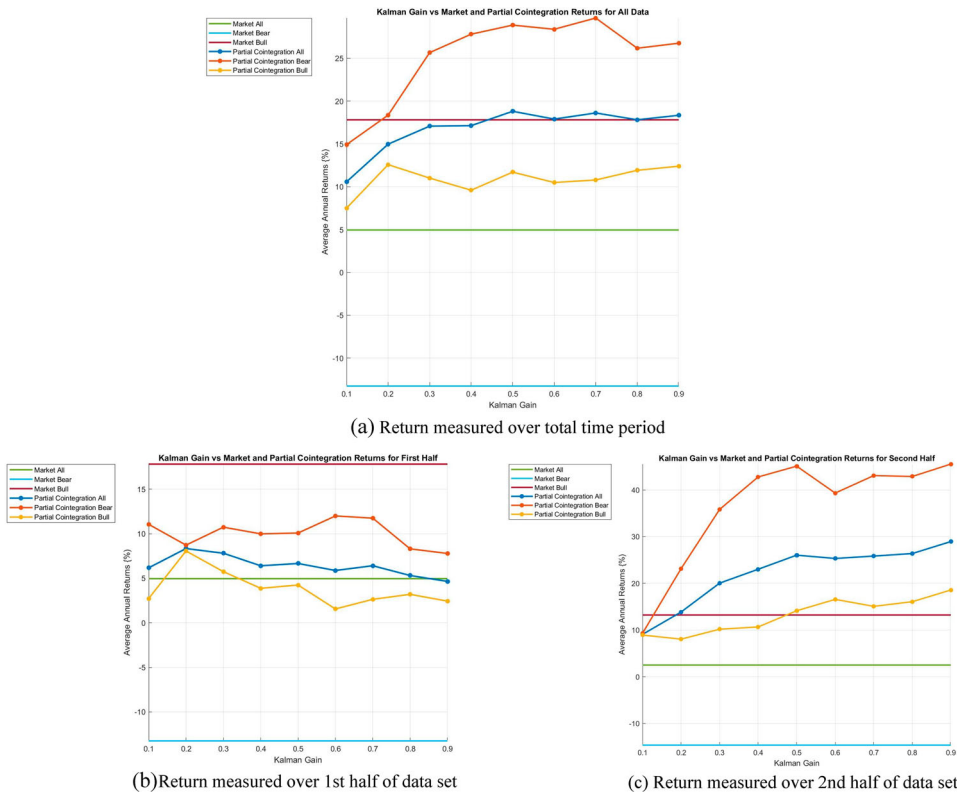 Kalman Gain vs Market and Partial Cointegration Returns for All Data
Market All
Market Bear
Market Bull
Partial Cointegration All
Partial Cointegration Bear
Partial Cointegration Bull
Average Annual Returns (%)
25
20
15
10
5
0
-10
0.1 0.2 0.3 0.4 0.5 0.6 0.7 0.8 0.9
Kalman Gain
(a) Return measured over total time period
Kalman Gain vs Market and Partial Cointegration Returns for First Half
Market All
Market Bear
Market Bull
Partial Cointegration All
Partial Cointegration Bear
Partial Cointegration Bull
Average Annual Returns (%)
15
10
5
0
-5
-10
0.1 0.2 0.3 0.4 0.5 0.6 0.7 0.8 0.9
Kalman Gain
(b)Return measured over 1st half of data set
Kalman Gain vs Market and Partial Cointegration Returns for Second Half
Market All
Market Bear
Market Bull
Partial Cointegration All
Partial Cointegration Bear
Partial Cointegration Bull
Average Annual Returns (%)
40
30
20
10
0
-10
0.1 0.2 0.3 0.4 0.5 0.6 0.7 0.8 0.9
Kalman Gain
(c) Return measured over 2nd half of data set